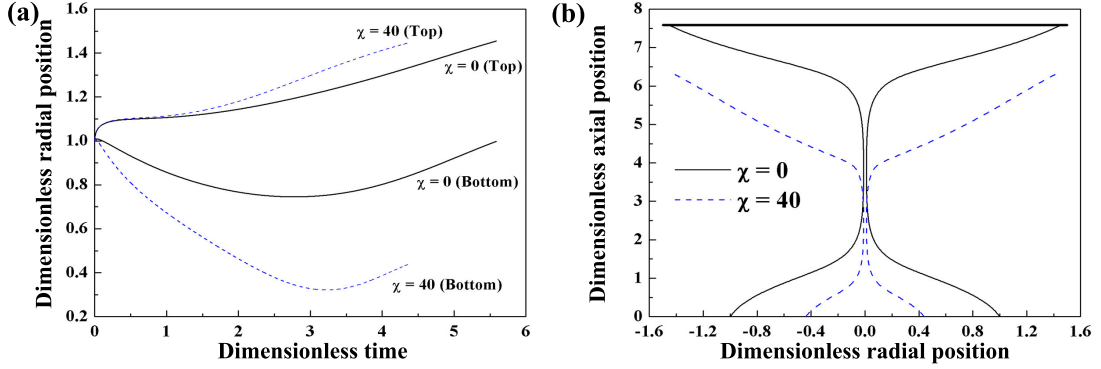 (a)
Dimensionless radial position
1.6
1.4
1.2
1.0
0.8
0.6
0.4
0.2
χ = 40 (Top)
χ = 0 (Top)
χ = 0 (Bottom)
χ = 40 (Bottom)
0 1 2 3 4 5 6
Dimensionless time
(b)
Dimensionless axial position
8
7
6
5
4
3
2
1
0
χ = 0
χ = 40
-1.6 -1.2 -0.8 -0.4 0.0 0.4 0.8 1.2 1.6
Dimensionless radial position